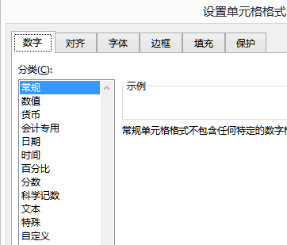 设置单元格格式
数字 对齐 字体 边框 填充 保护
分类(C):
常规
数值
货币
会计专用
日期
时间
百分比
分数
科学记数
文本
特殊
自定义
示例
常规单元格格式不包含任何特定的数字